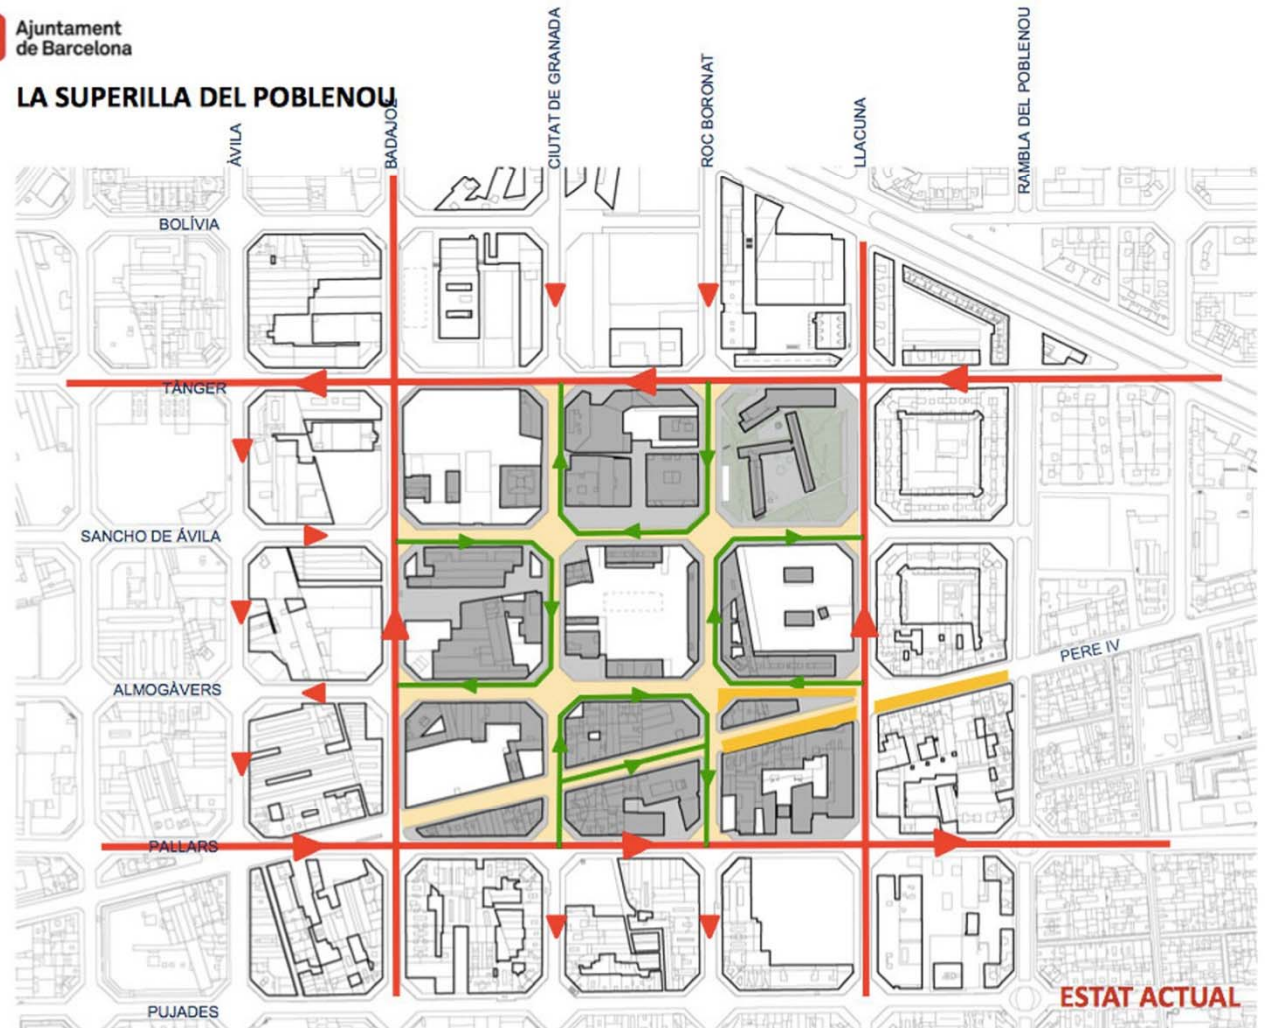 Ajuntament
de Barcelona
LA SUPERILLA DEL POBLENOU
ÀVILA
BADAJOZ
CIUTAT DE GRANADA
ROC BORONAT
LLACUNA
RAMBLA DEL POBLENOU
BOLÍVIA
TÀNGER
SANCHO DE ÁVILA
ALMOGÀVERS
PERE IV
PALLARS
PUJADES
ESTAT ACTUAL